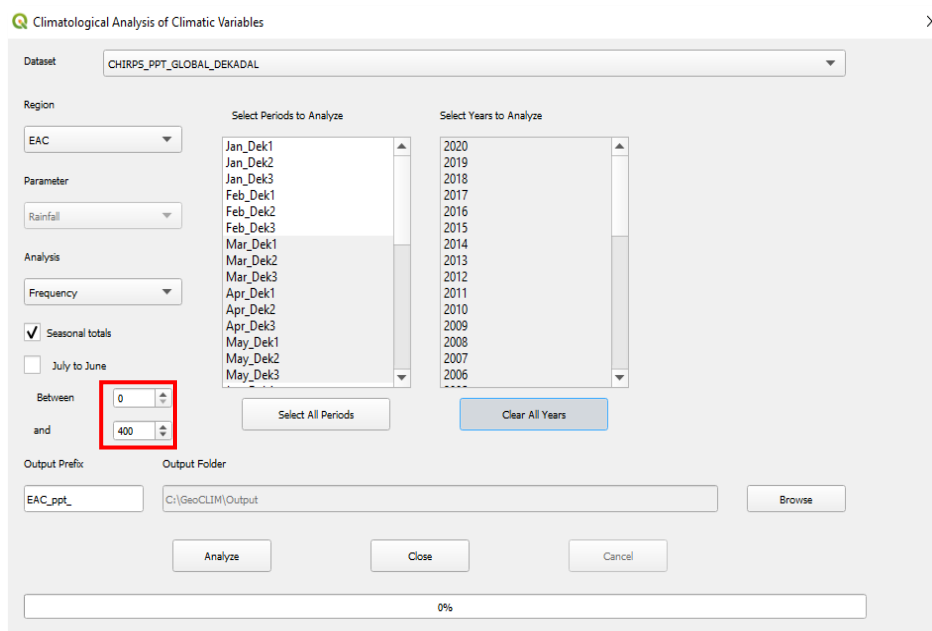 Climatological Analysis of Climatic Variables
Dataset
CHIRPS_PPT_GLOBAL_DEKADAL
Region
EAC
Parameter
Rainfall
Analysis
Frequency
Seasonal totals
July to June
Between
0
and
400
Select Periods to Analyze
Jan_Dek1
Jan_Dek2
Jan_Dek3
Feb_Dek1
Feb_Dek2
Feb_Dek3
Mar_Dek1
Mar_Dek2
Mar_Dek3
Apr_Dek1
Apr_Dek2
Apr_Dek3
May_Dek1
May_Dek2
May_Dek3
Select All Periods
Select Years to Analyze
2020
2019
2018
2017
2016
2015
2014
2013
2012
2011
2010
2009
2008
2007
2006
Clear All Years
Output Prefix
EAC_ppt_
Output Folder
C:\GeoCLIM\Output
Browse
Analyze
Close
Cancel
0%